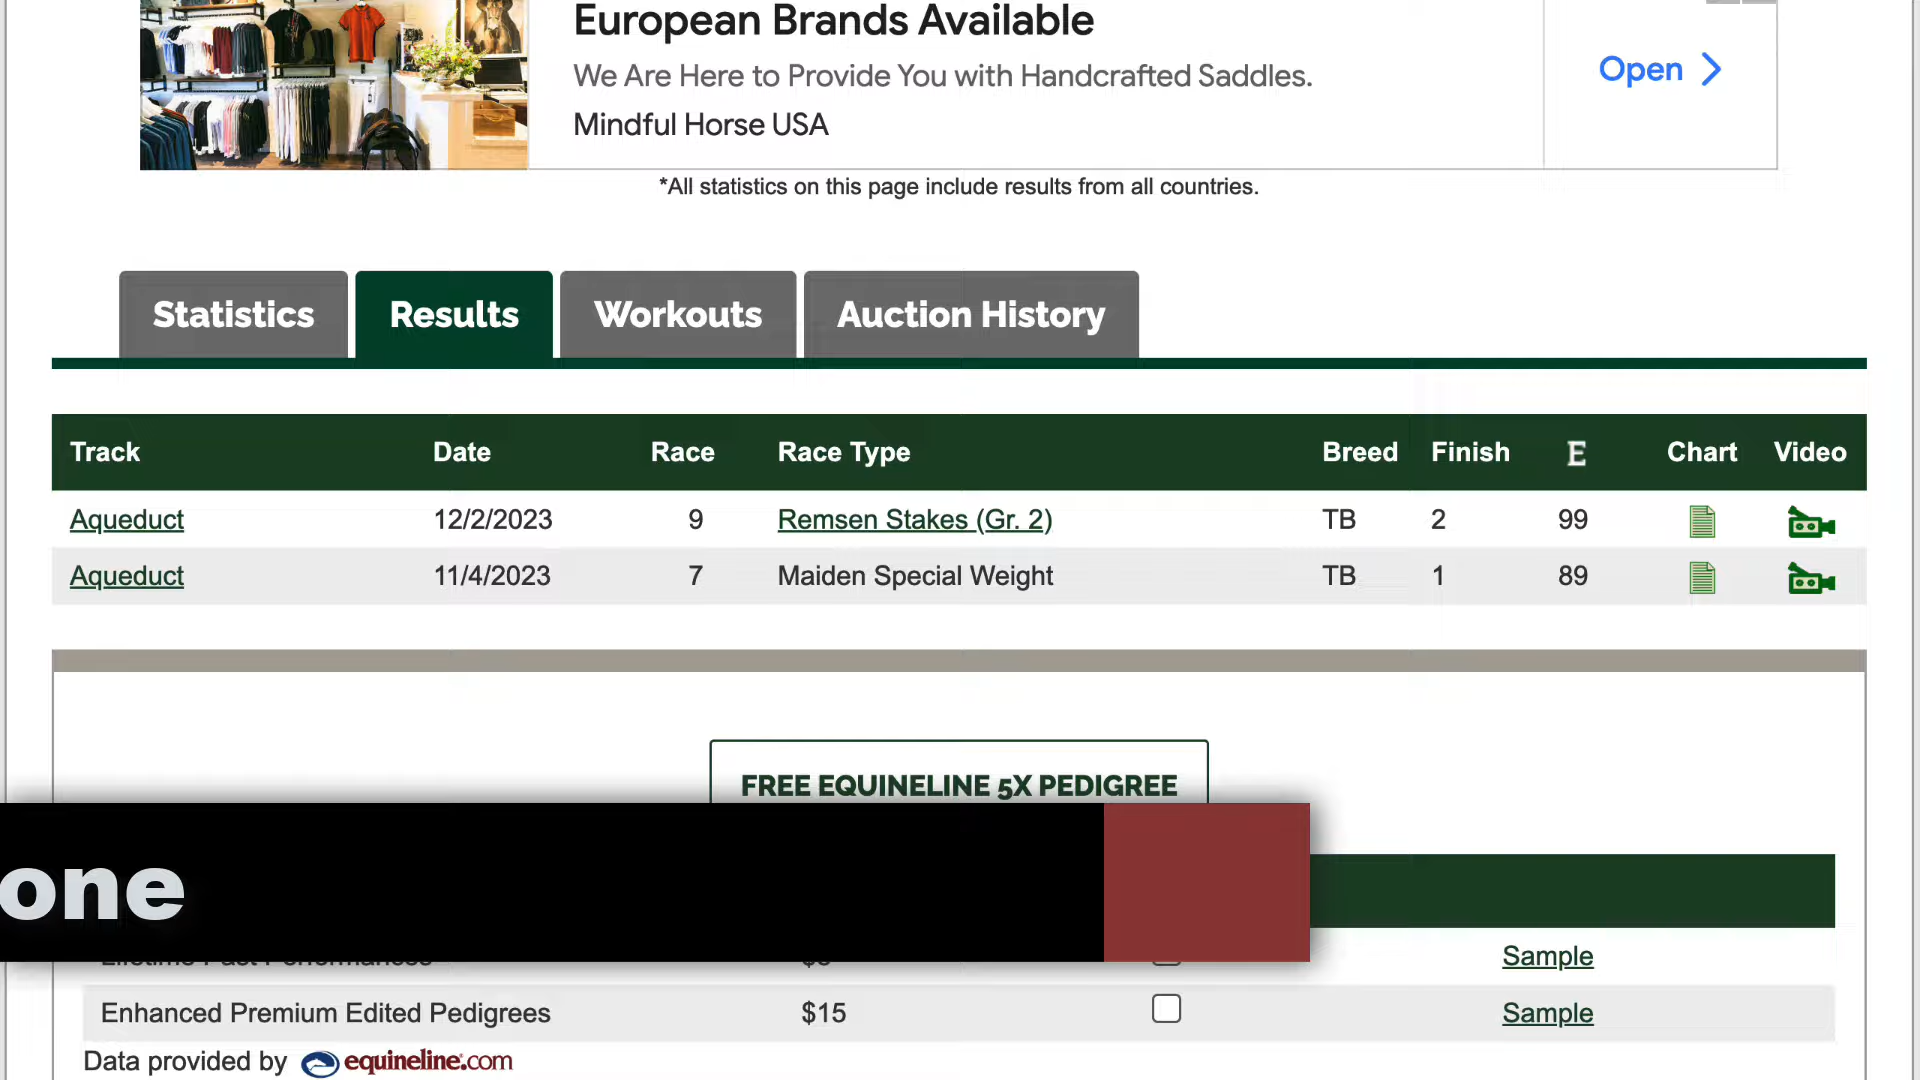 European Brands Available
We Are Here to Provide You with Handcrafted Saddles.
Open
Mindful Horse USA
*All statistics on this page include results from all countries.
Statistics Results Workouts Auction History
Track Date Race Race Type Breed Finish E Chart Video
Aqueduct 12/2/2023 9 Remsen Stakes (Gr. 2) TB 2 99
Aqueduct 11/4/2023 7 Maiden Special Weight TB 1 89
FREE EQUINELINE 5X PEDIGREE
one
Lifetime Past Performances Sample
Enhanced Premium Edited Pedigrees $15 Sample
Data provided by equineline.com